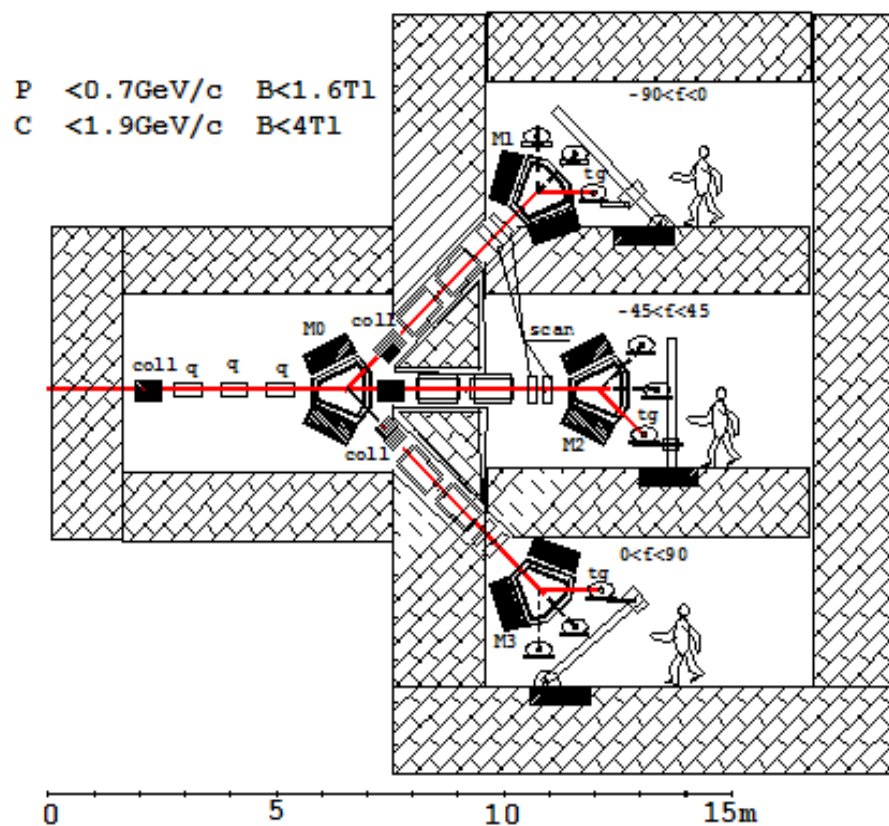 P <0.7GeV/c B<1.6Tl
C <1.9GeV/c B<4Tl
-90<f<0
M1
tg
-45<f<45
M0
coll
scan
coll q q q
tg
M2
coll
0<f<90
tg
M3
0 5 10 15m